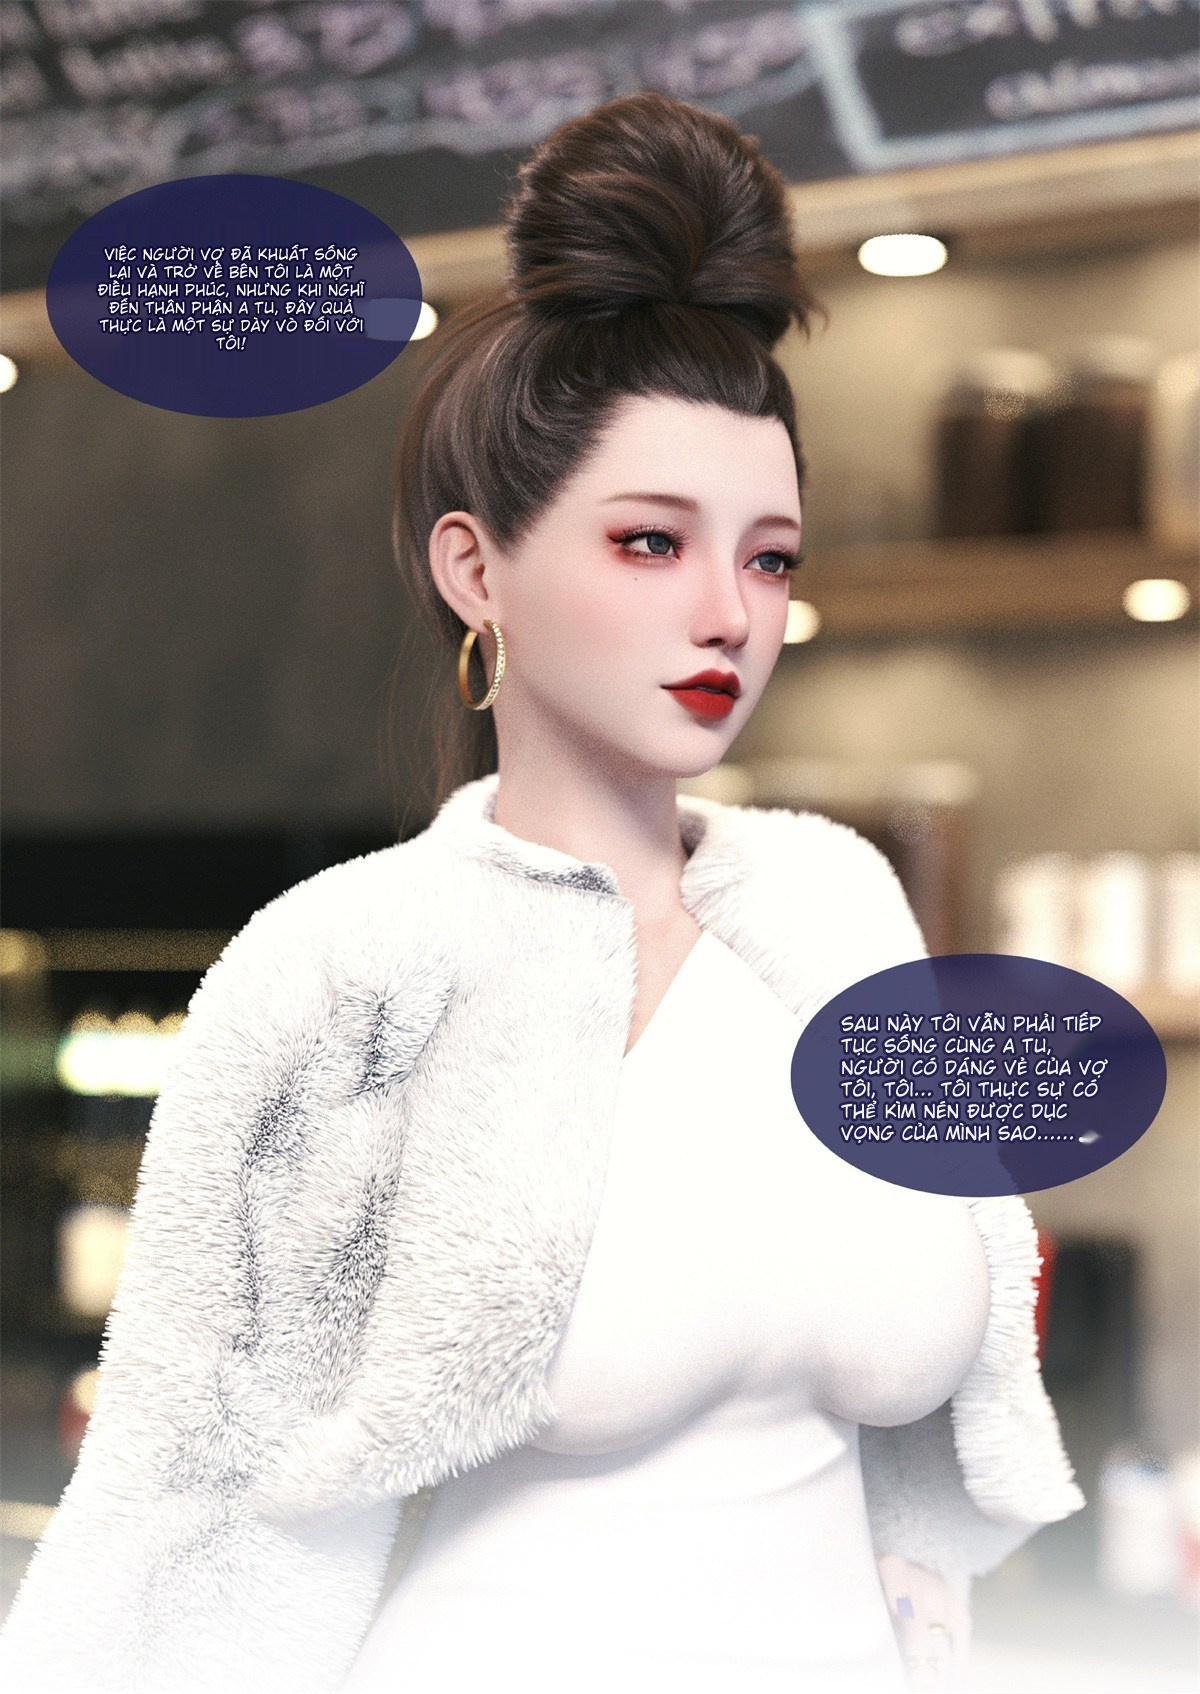 VIỆC NGƯỜI VỢ ĐÃ KHUẤT SỐNG
LẠI VÀ TRỞ VỀ BÊN TÔI LÀ MỘT
ĐIỀU HẠNH PHÚC, NHƯNG KHI NGHĨ
ĐẾN THÂN PHẬN A TU, ĐÂY QUẢ
THỰC LÀ MỘT SỰ DÀY VÒ ĐỐI VỚI
TÔI!
SAU NÀY TÔI VẪN PHẢI TIẾP
TỤC SỐNG CÙNG A TU,
NGƯỜI CÓ DÁNG VẺ CỦA VỢ
TÔI, TÔI... TÔI THỰC SỰ CÓ
THỂ KÌM NÉN ĐƯỢC DỤC
VỌNG CỦA MÌNH SAO......